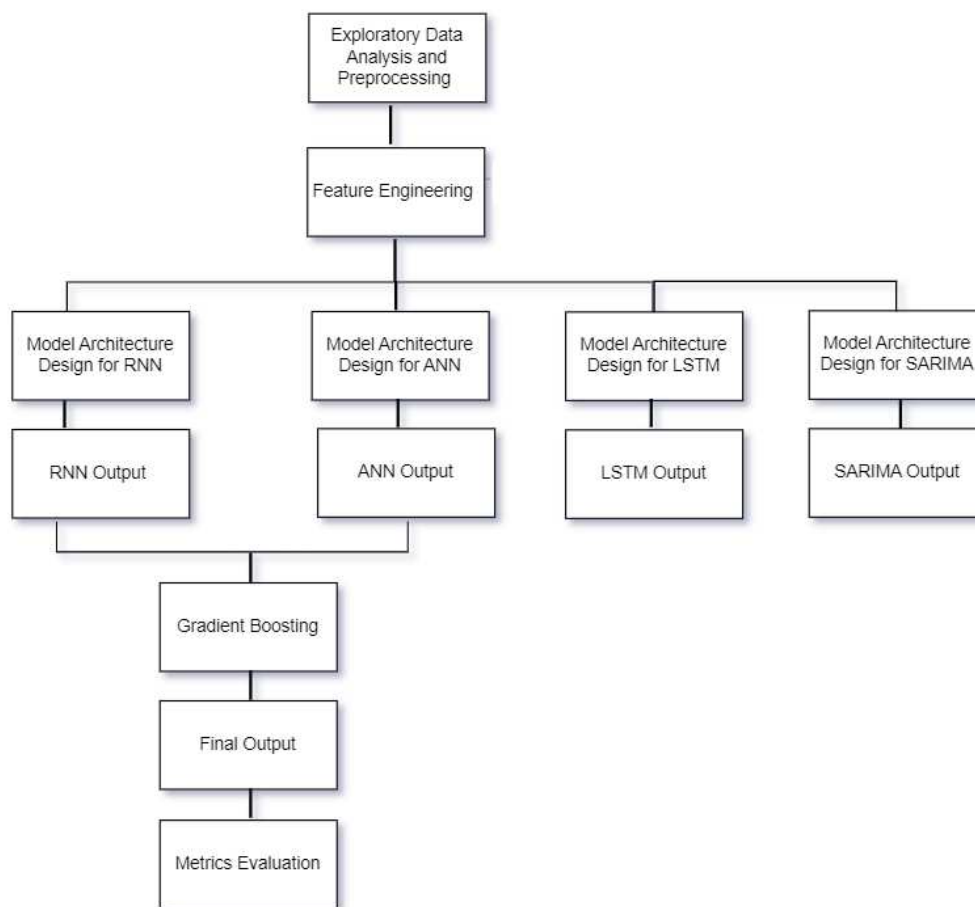 Exploratory Data
Analysis and
Preprocessing
Feature Engineering
Model Architecture
Design for RNN
Model Architecture
Design for ANN
Model Architecture
Design for LSTM
Model Architecture
Design for SARIMA
RNN Output
ANN Output
LSTM Output
SARIMA Output
Gradient Boosting
Final Output
Metrics Evaluation